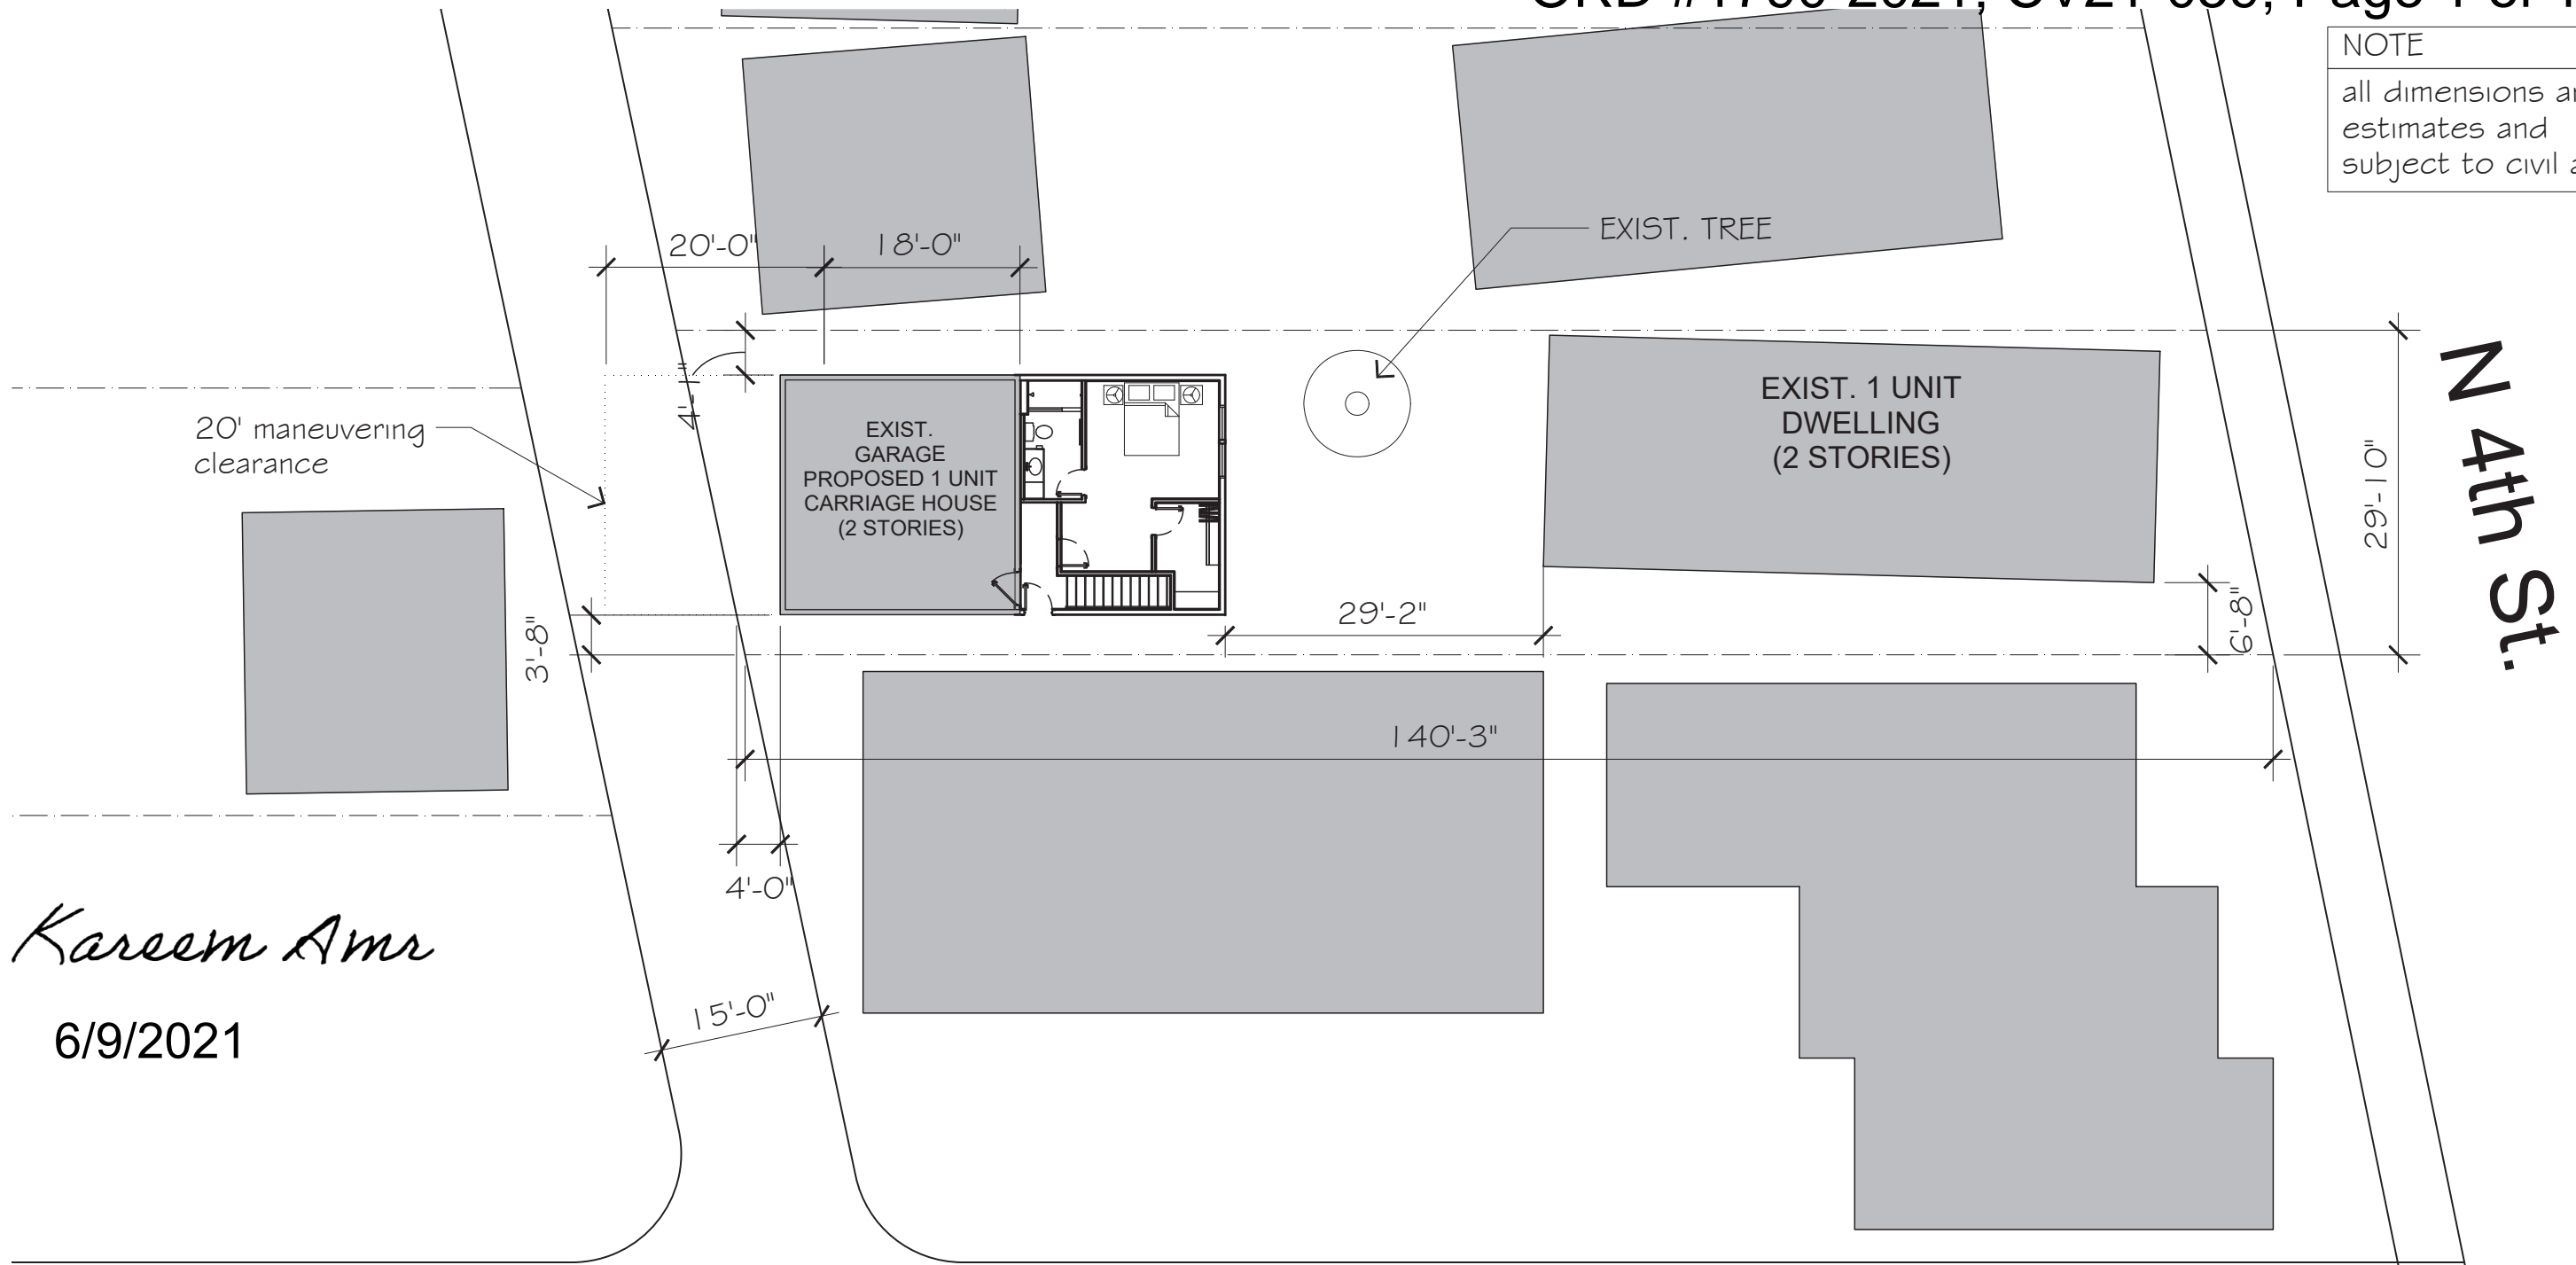 NOTE
all dimensions
estimates and
subject to civil
EXIST. TREE
20'-0"
18'-0"
4'-1"
20' maneuvering
clearance
EXIST.
GARAGE
PROPOSED 1 UNIT
CARRIAGE HOUSE
(2 STORIES)
EXIST. 1 UNIT
DWELLING
(2 STORIES)
N 4th St.
29'-10"
29'-2"
6'-8"
3'-8"
140'-3"
4'-0"
Kareem Amr
15'-0"
6/9/2021